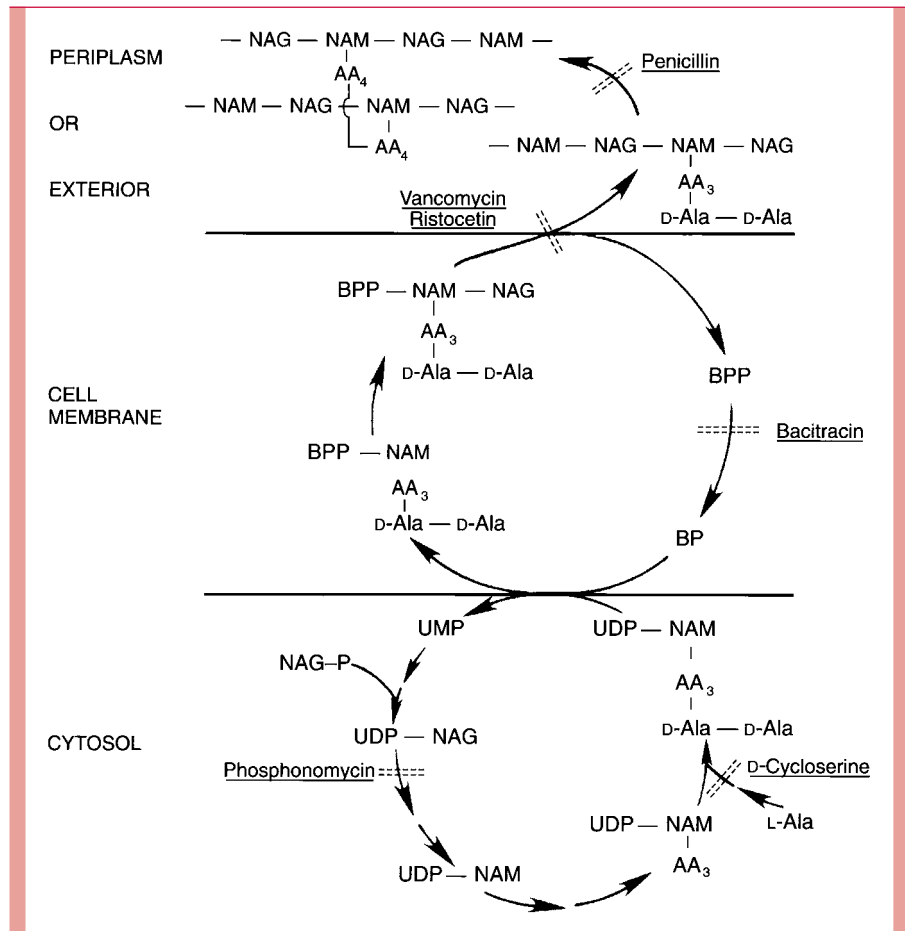 — NAG — NAM — NAG — NAM —
PERIPLASM
Penicillin
AA4
— NAM — NAG — NAM — NAG —
OR
AA4
— NAM — NAG — NAM — NAG
EXTERIOR
AA3
Vancomycin
Ristocetin
D-Ala — D-Ala
BPP — NAM — NAG
AA3
D-Ala — D-Ala
BPP
CELL
MEMBRANE
Bacitracin
BPP — NAM
AA3
D-Ala — D-Ala
BP
UMP
UDP — NAM
NAG–P
AA3
UDP — NAG
D-Ala — D-Ala
CYTOSOL
Phosphonomycin
D-Cycloserine
UDP — NAM
L-Ala
AA3
UDP — NAM